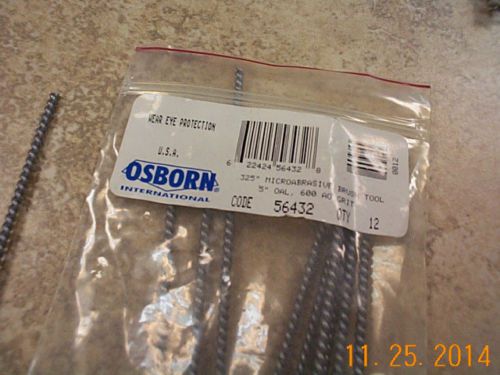 WEAR EYE PROTECTION
U.S.A.
OSBORN
INTERNATIONAL
6 22424 56432 8
.325" MICROABRASIVE BRUSH TOOL
5" OAL, 600 AO GRIT
CODE 56432 QTY 12
0012
11.25.2014